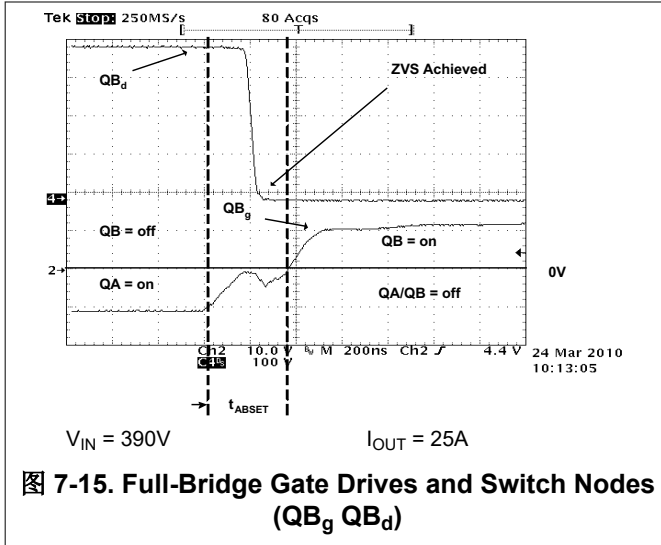 Tek Stop: 250MS/s 80 Acqs
T
QBd
ZVS Achieved
4→
QBg
QB = off
QB = on
2→
0V
QA = on
QA/QB = off
Ch2 10.0 V BW M 200ns Ch2 ∫ 4.4 V
24 Mar 2010
100 V
10:13:05
tABSET
VIN = 390V
IOUT = 25A
图 7-15. Full-Bridge Gate Drives and Switch Nodes
(QBg QBd)